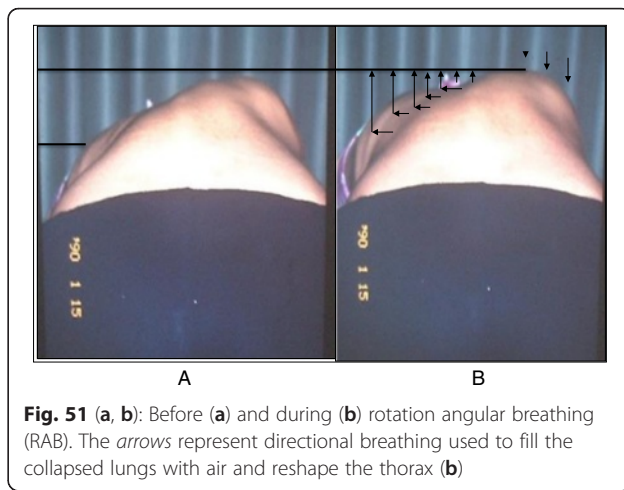 '90 1 15
'90 1 15
A B
Fig. 51 (a, b): Before (a) and during (b) rotation angular breathing
(RAB). The arrows represent directional breathing used to fill the
collapsed lungs with air and reshape the thorax (b)